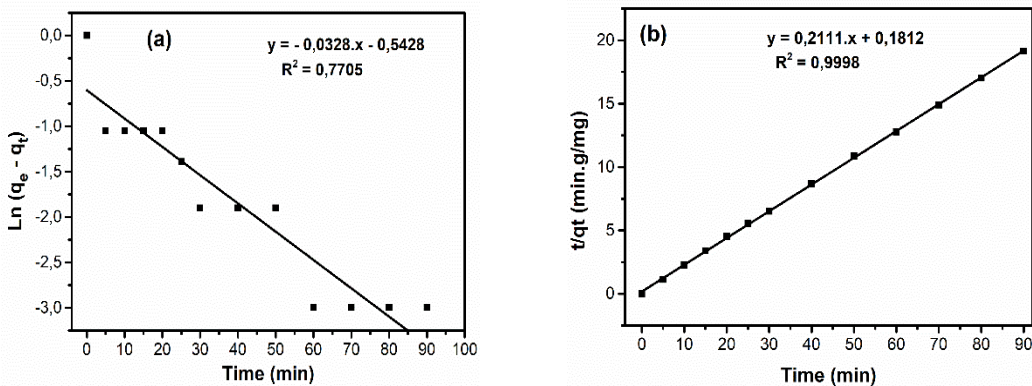 (a)
y = - 0,0328.x - 0,5428
R² = 0,7705
0,0
-0,5
-1,0
-1,5
-2,0
-2,5
-3,0
Ln (qe - qt)
0 10 20 30 40 50 60 70 80 90 100
Time (min)
(b)
y = 0,2111.x + 0,1812
R² = 0,9998
20
15
10
5
0
t/qt (min.g/mg)
0 10 20 30 40 50 60 70 80 90
Time (min)